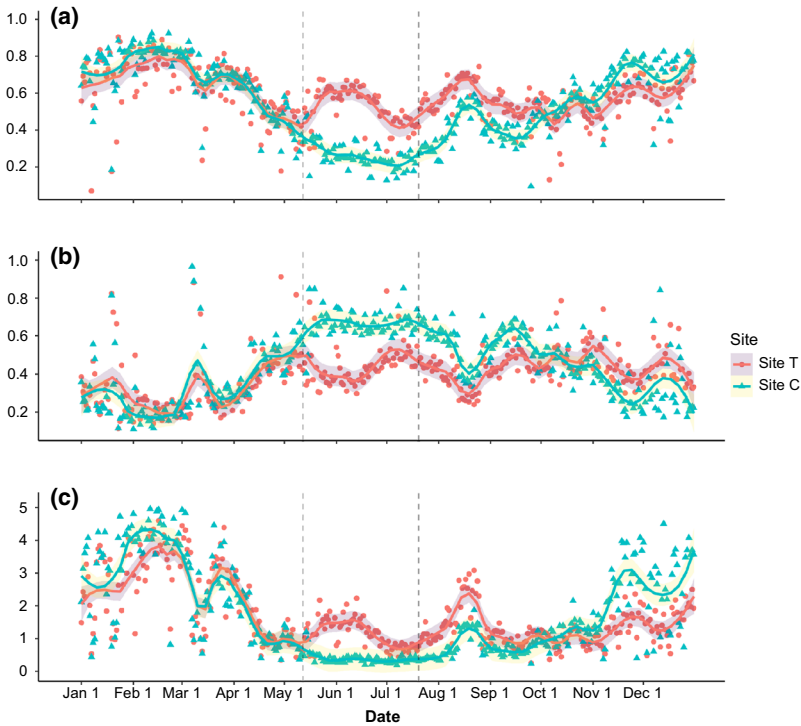 (a)
1.0
0.8
0.6
0.4
0.2
(b)
1.0
0.8
0.6
0.4
0.2
Site
Site T
Site C
(c)
5
4
3
2
1
0
Jan 1 Feb 1 Mar 1 Apr 1 May 1 Jun 1 Jul 1 Aug 1 Sep 1 Oct 1 Nov 1 Dec 1
Date